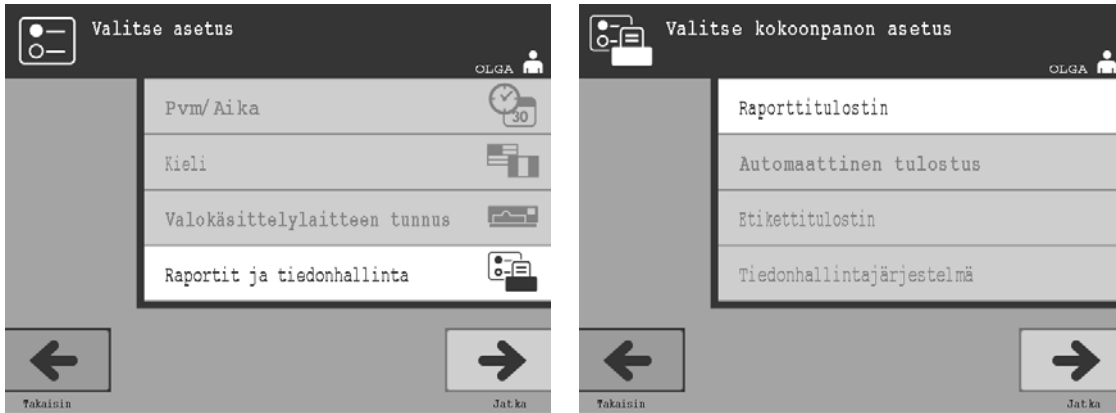 Valitse asetus
OLGA
Pvm/Aika
30
Kieli
Valokäsittelylaitteen tunnus
Raportit ja tiedonhallinta
Takaisin
Jatka
Valitse kokoonpanon asetus
OLGA
Raporttitulostin
Automaattinen tulostus
Etikettitulostin
Tiedonhallintajärjestelmä
Takaisin
Jatka